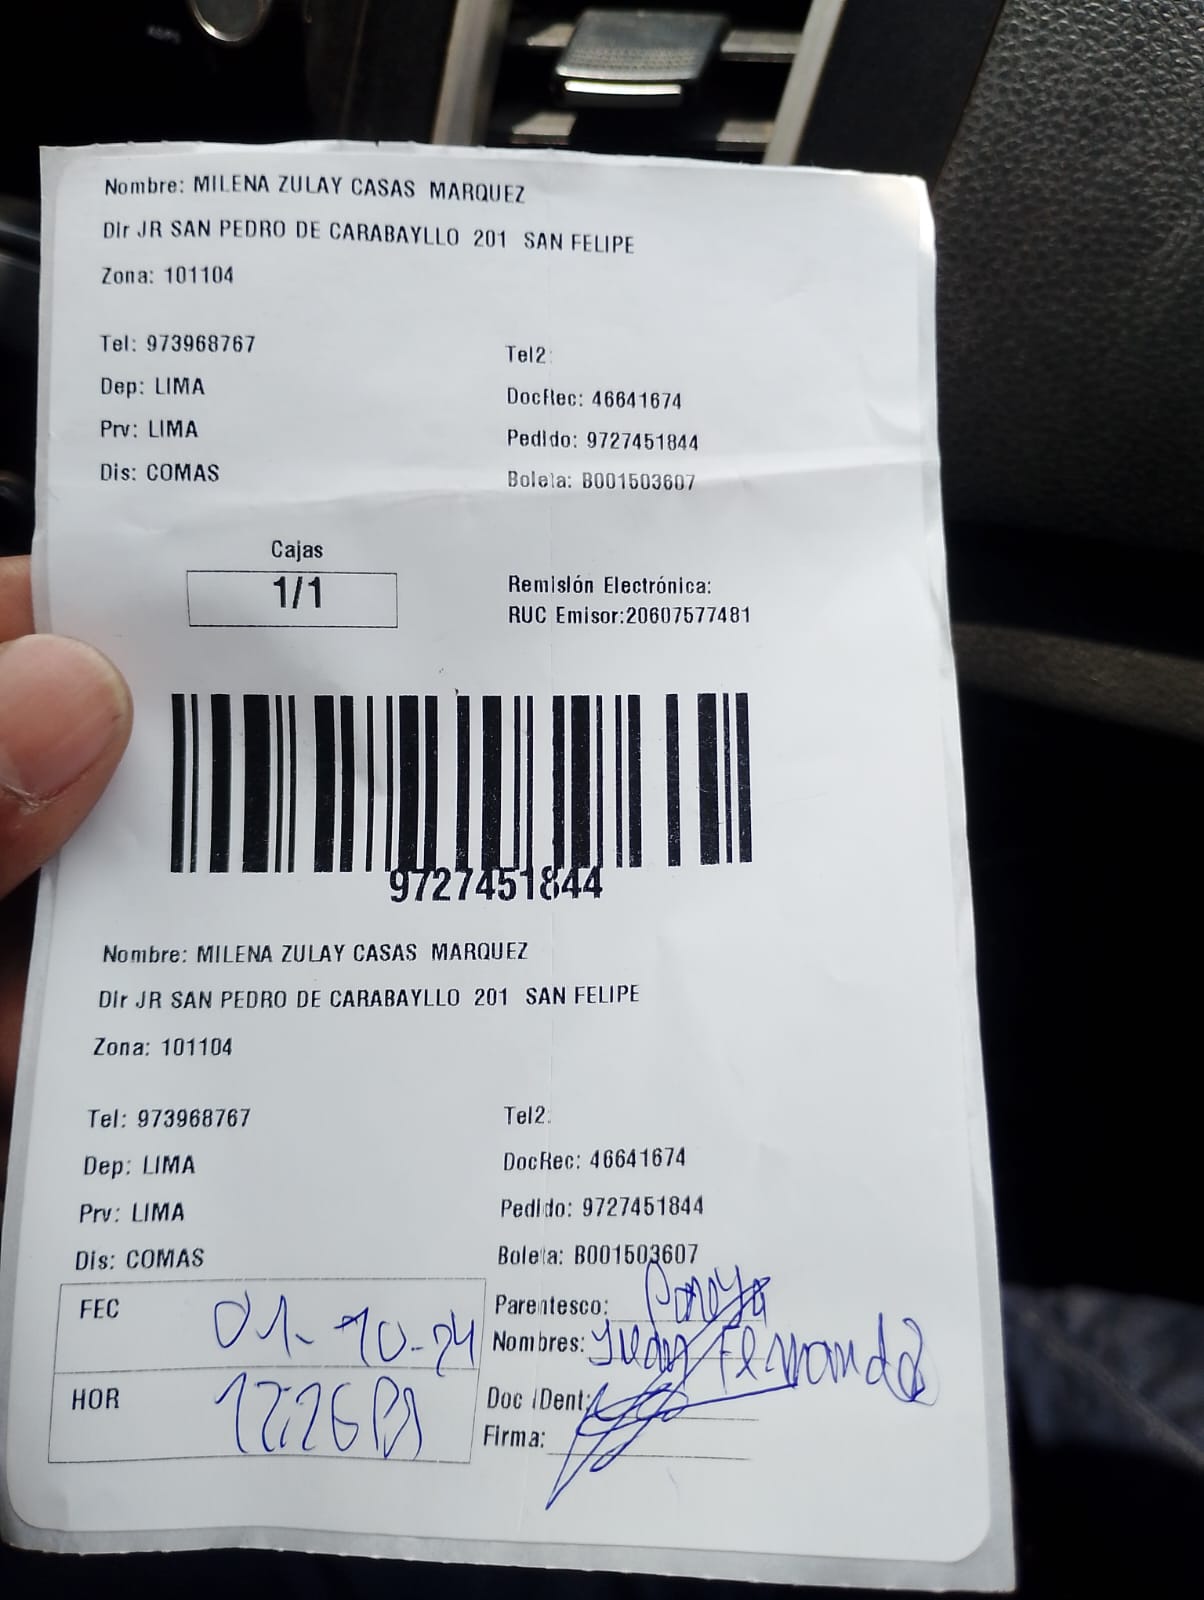 Nombre: MILENA ZULAY CASAS MARQUEZ
Dir JR SAN PEDRO DE CARABAYLLO 201 SAN FELIPE
Zona: 101104
Tel: 973968767
Tel2:
Dep: LIMA
DocRec: 46641674
Prv: LIMA
Pedido: 9727451844
Dis: COMAS
Boleta: B001503607
Cajas
1/1
Remisión Electrónica:
RUC Emisor:20607577481
9727451844
Nombre: MILENA ZULAY CASAS MARQUEZ
Dir JR SAN PEDRO DE CARABAYLLO 201 SAN FELIPE
Zona: 101104
Tel: 973968767
Tel2:
Dep: LIMA
DocRec: 46641674
Prv: LIMA
Pedido: 9727451844
Dis: COMAS
Boleta: B001503607
FEC 01-10-24
Parentesco:
Nombres: Fernando
HOR
Doc iDent:
Firma: